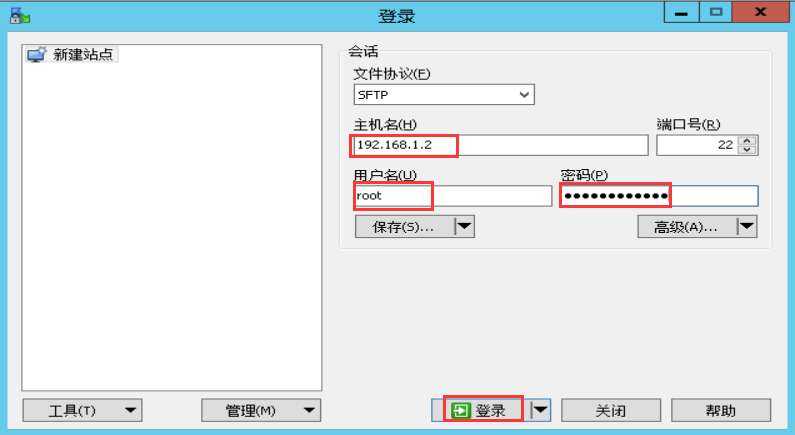 登录
新建站点
会话
文件协议(F)
SFTP
主机名(H) 端口号(R)
192.168.1.2 22
用户名(U) 密码(P)
root ●●●●●●●●●●●●
保存(S)... 高级(A)...
工具(T) 管理(M) 登录 关闭 帮助